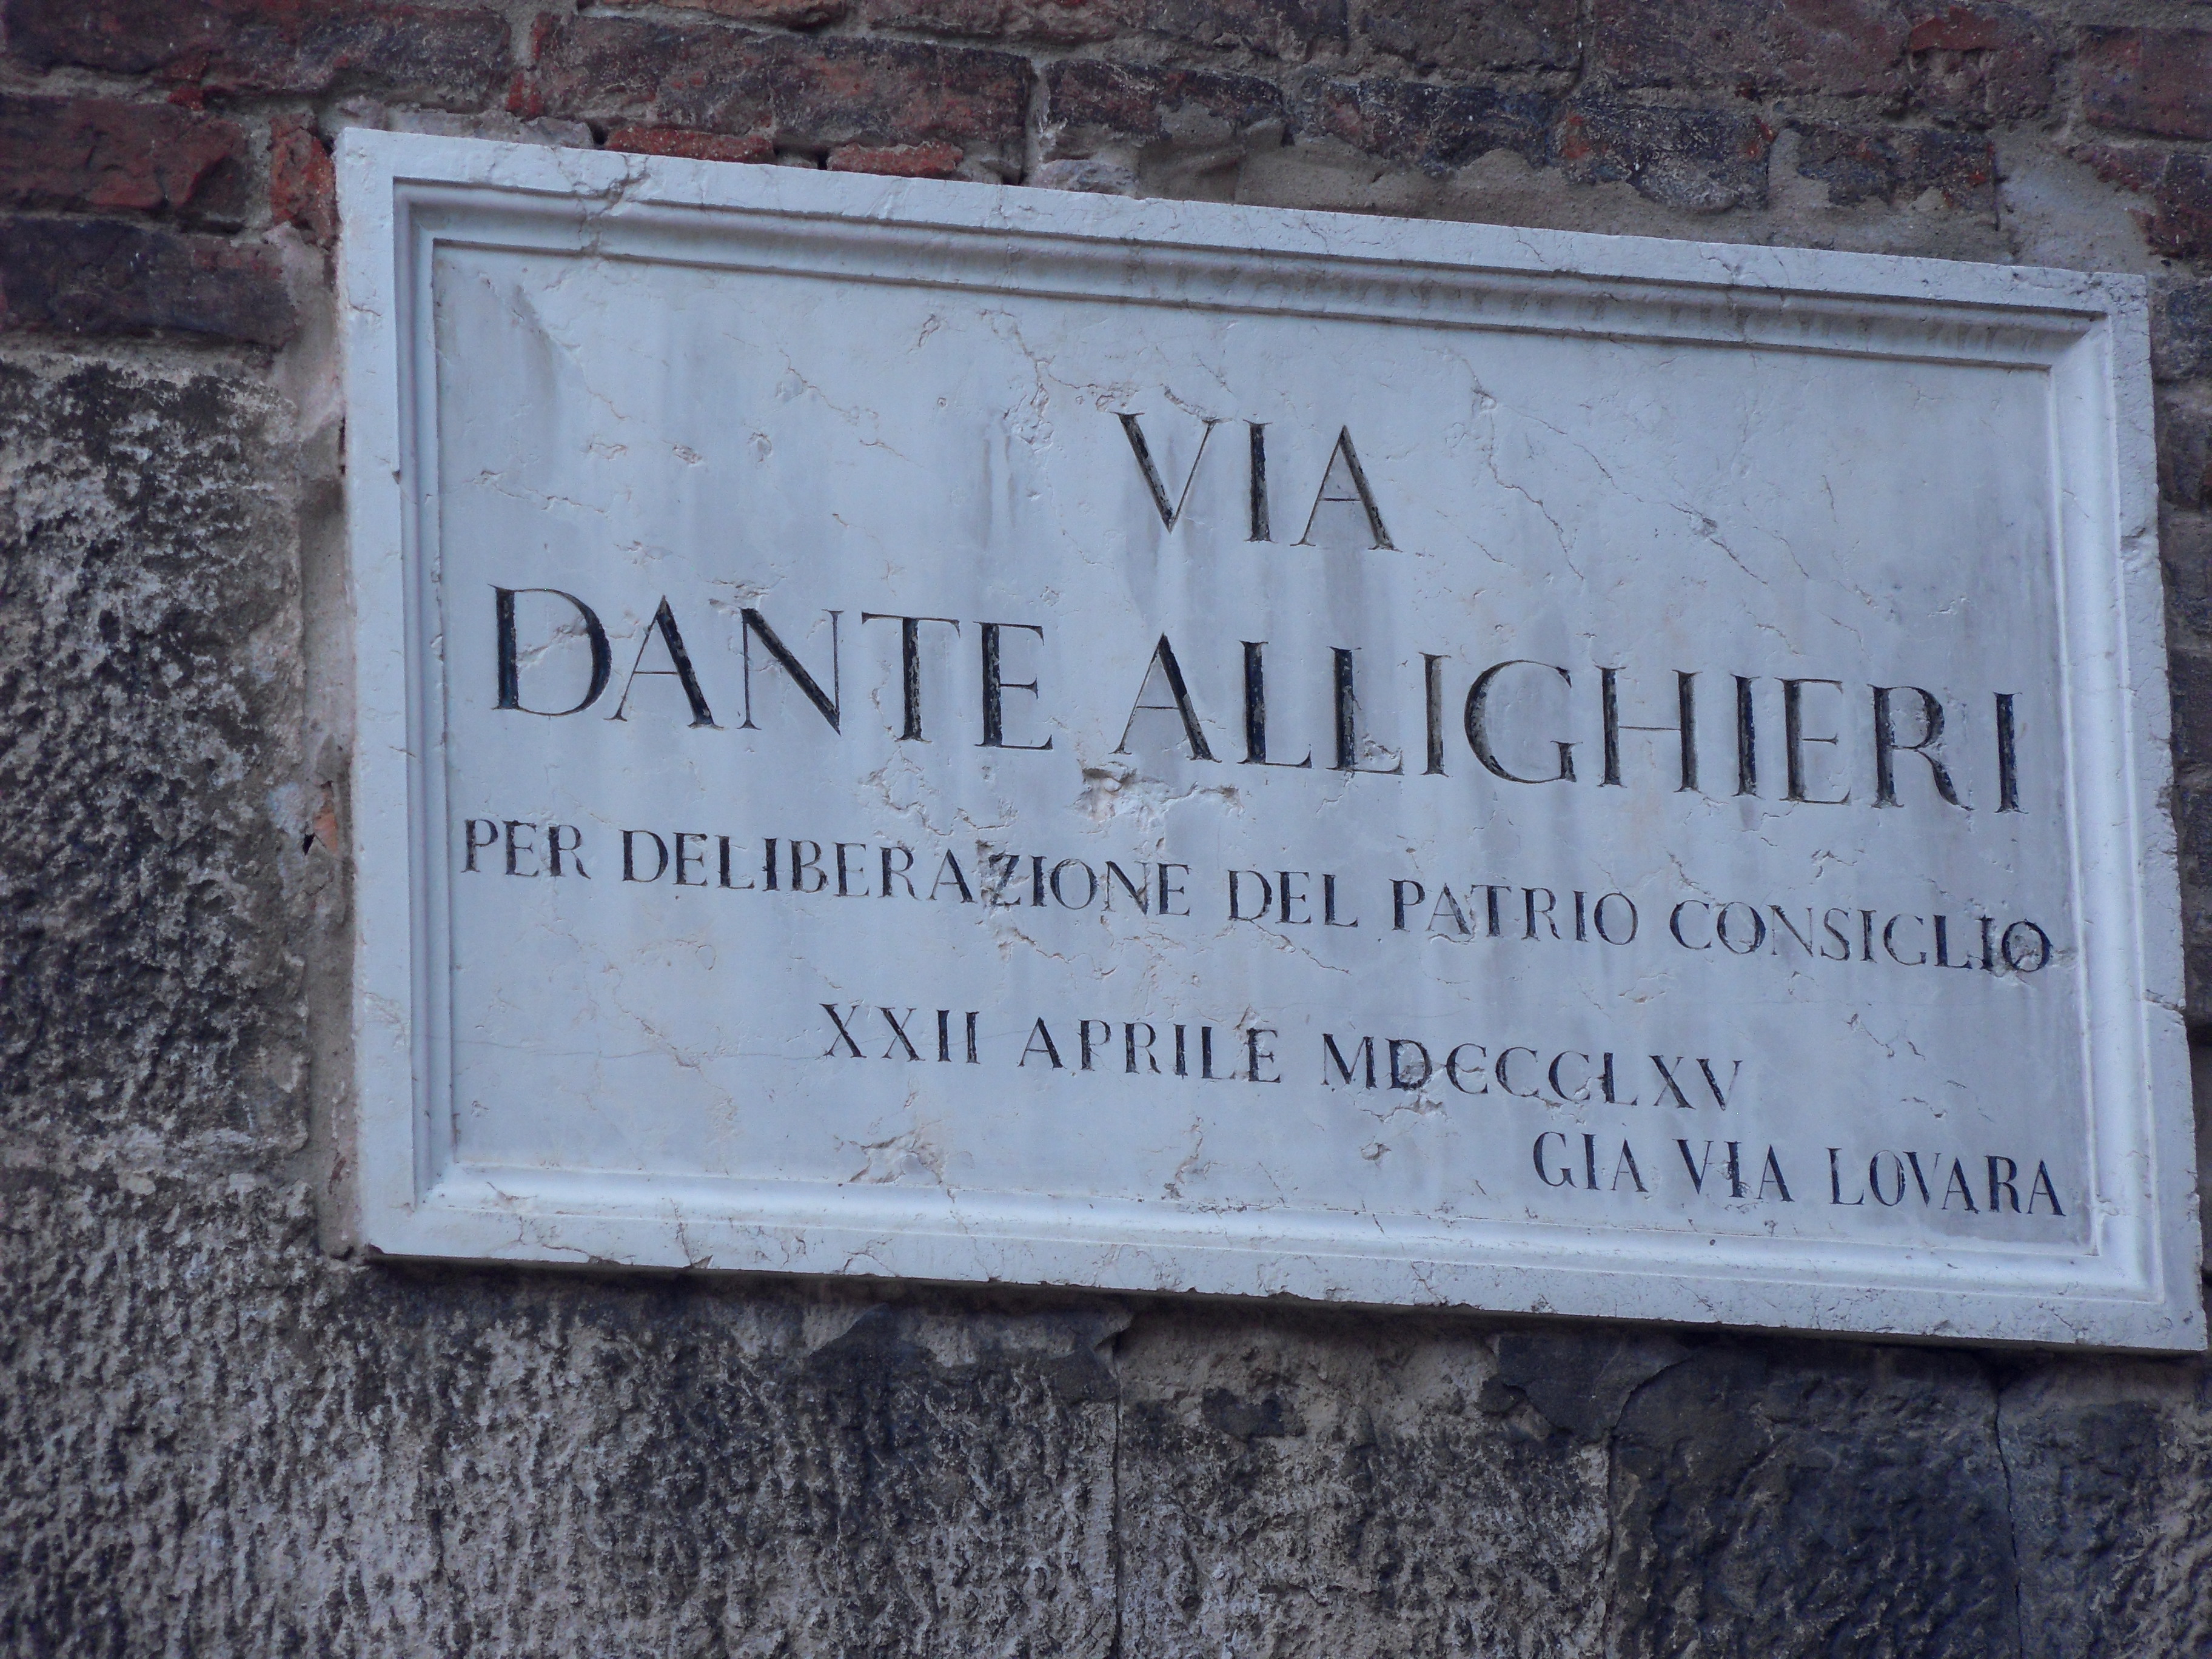 VIA
DANTE ALLIGHIERI
PER DELIBERAZIONE DEL PATRIO CONSIGLIO
XXII APRILE MDCCCLXV
GIA VIA LOVARA